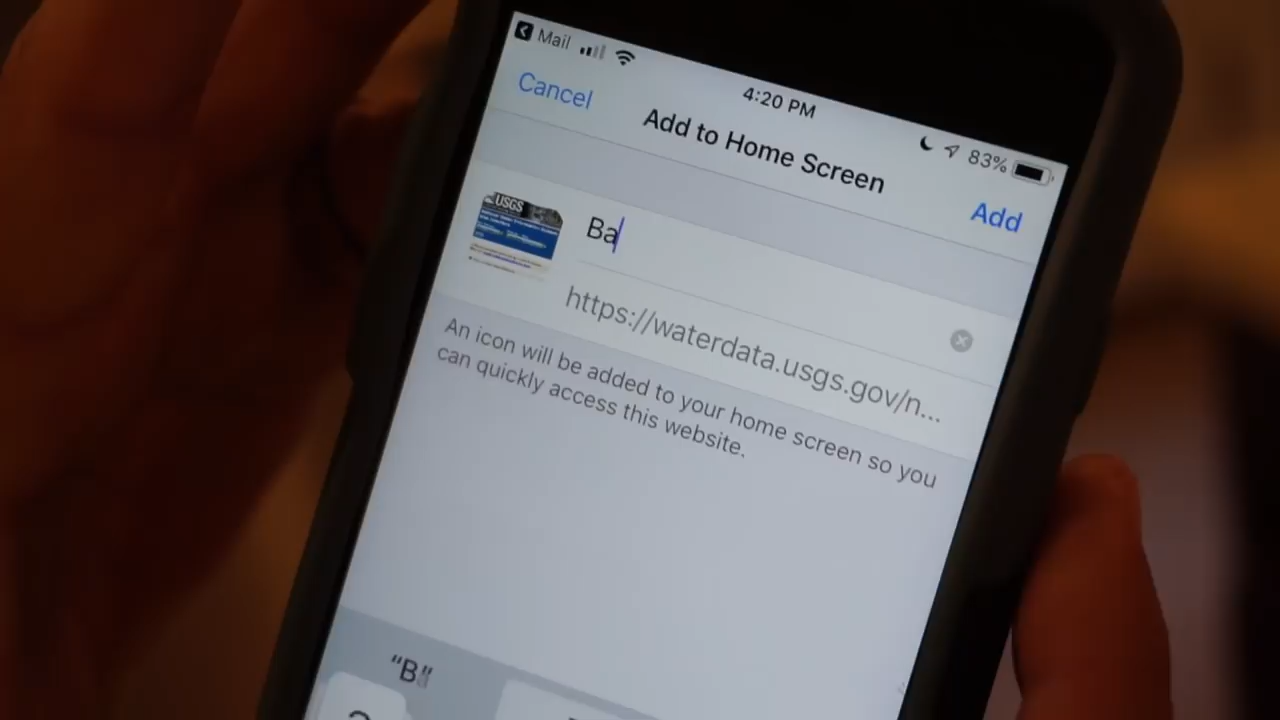 Mail
4:20 PM
83%
Cancel
Add to Home Screen
Add
USGS
Ba
https://waterdata.usgs.gov/n...
An icon will be added to your home screen so you
can quickly access this website.